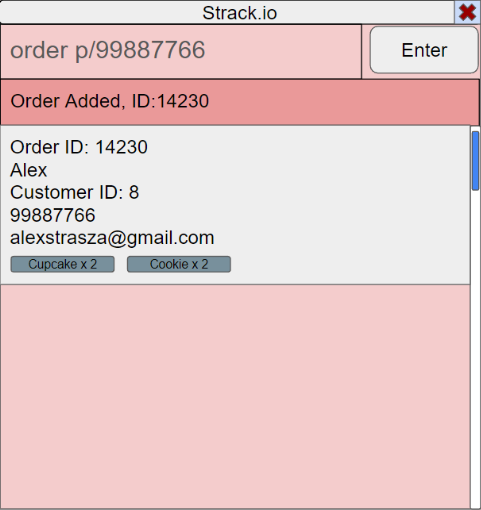 Strack.io
order p/99887766
Enter
Order Added, ID:14230
Order ID: 14230
Alex
Customer ID: 8
99887766
alexstrasza@gmail.com
Cupcake x 2 Cookie x 2